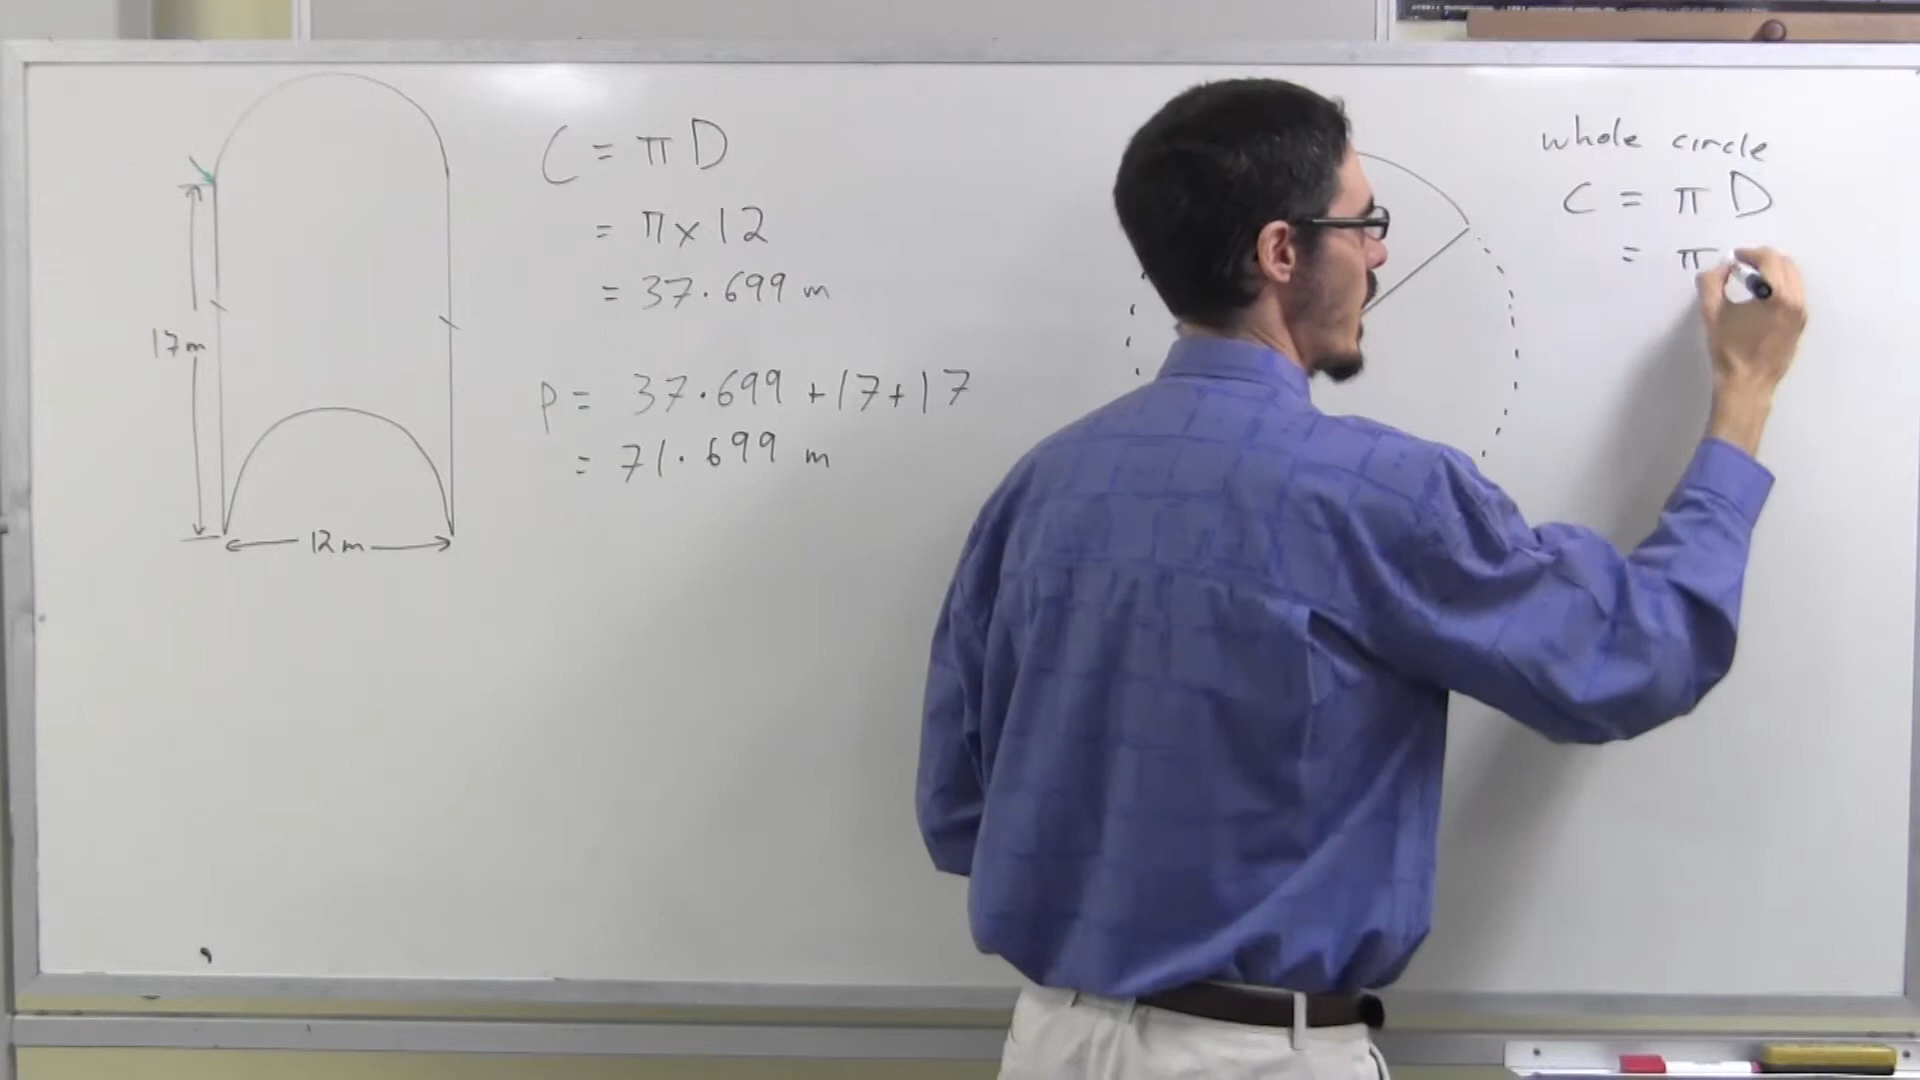 17m
12m
C = π D
= π x 12
= 37.699 m
P = 37.699 + 17 + 17
= 71.699 m
whole circle
C = π D
= π